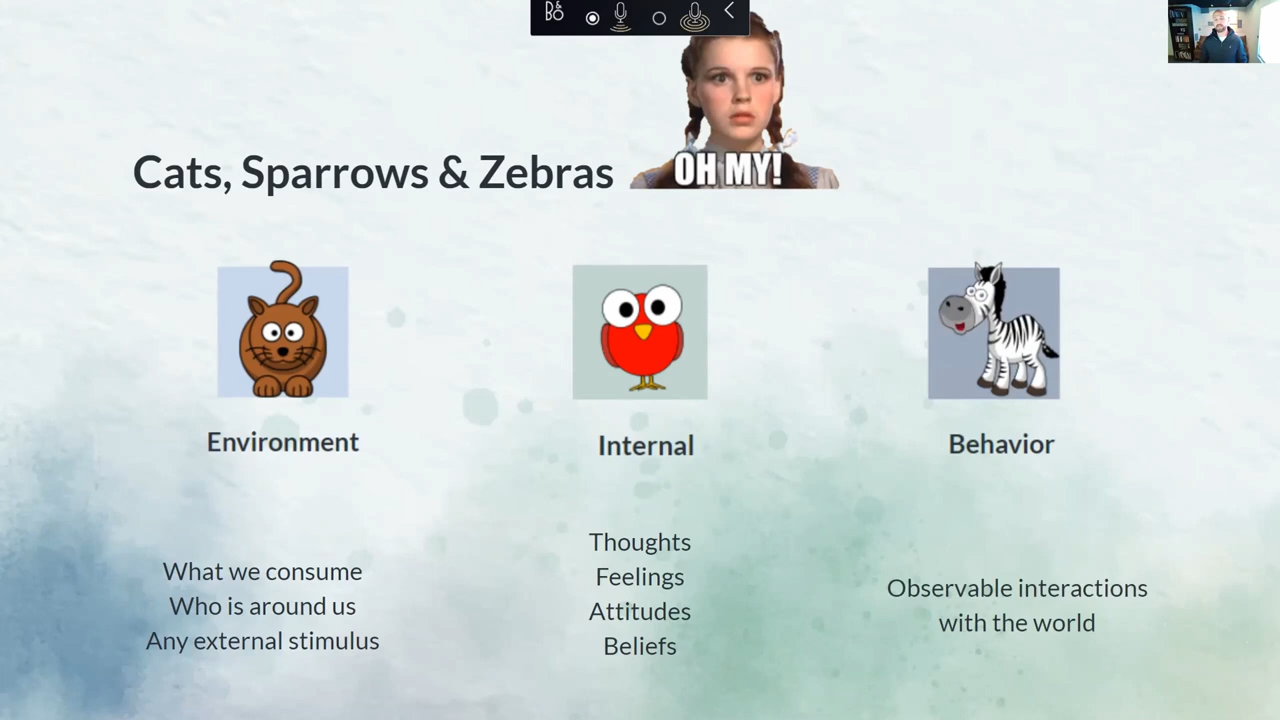 B&O
OH MY!
Cats, Sparrows & Zebras
Environment
Internal
Behavior
What we consume
Who is around us
Any external stimulus
Thoughts
Feelings
Attitudes
Beliefs
Observable interactions
with the world